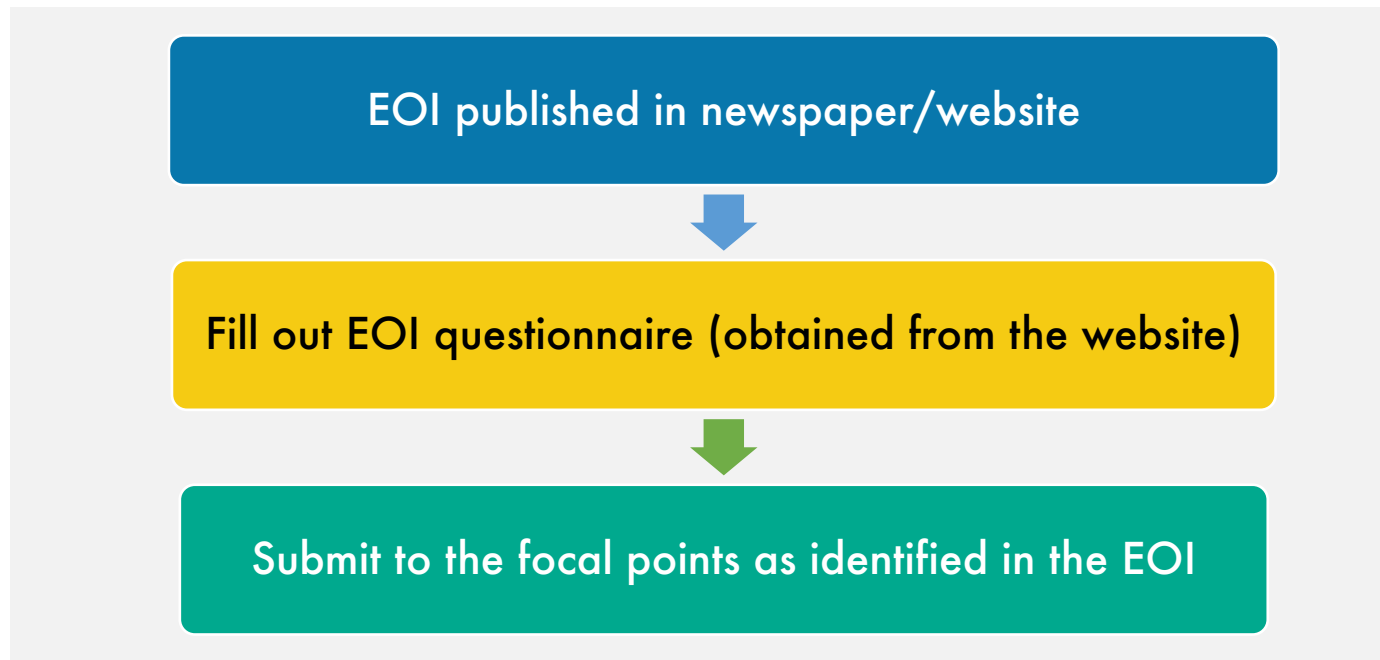 EOI published in newspaper/website
Fill out EOI questionnaire (obtained from the website)
Submit to the focal points as identified in the EOI